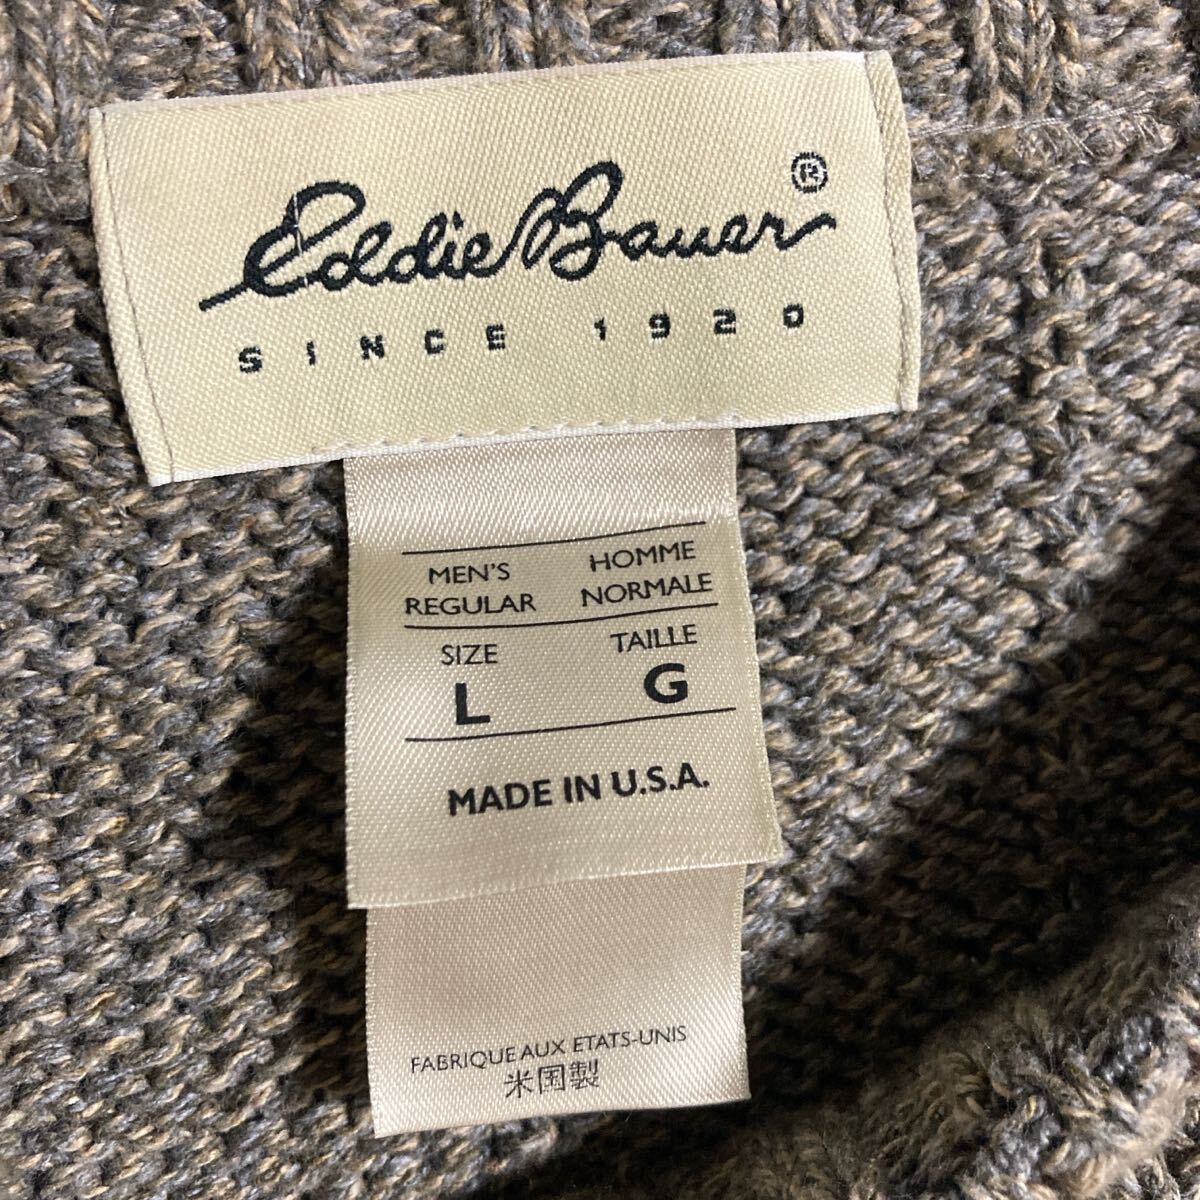 Eddie Bauer®
SINCE 1920
MEN'S HOMME
REGULAR NORMALE
SIZE TAILLE
L G
MADE IN U.S.A.
FABRIQUE AUX ETATS-UNIS
米国製